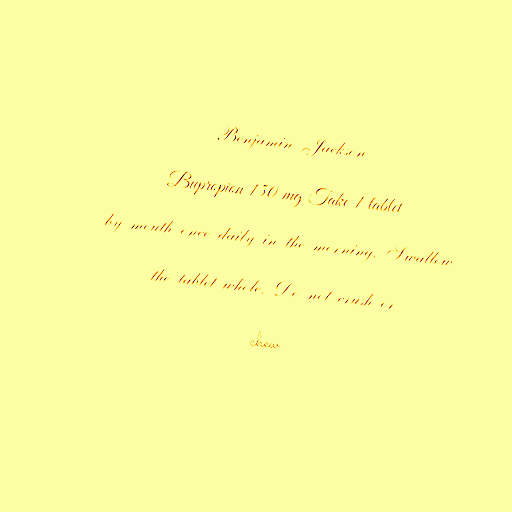 Benjamin Jackson
Bupropion 150 mg Take 1 tablet
by mouth once daily in the morning. Swallow
the tablet whole. Do not crush or
chew